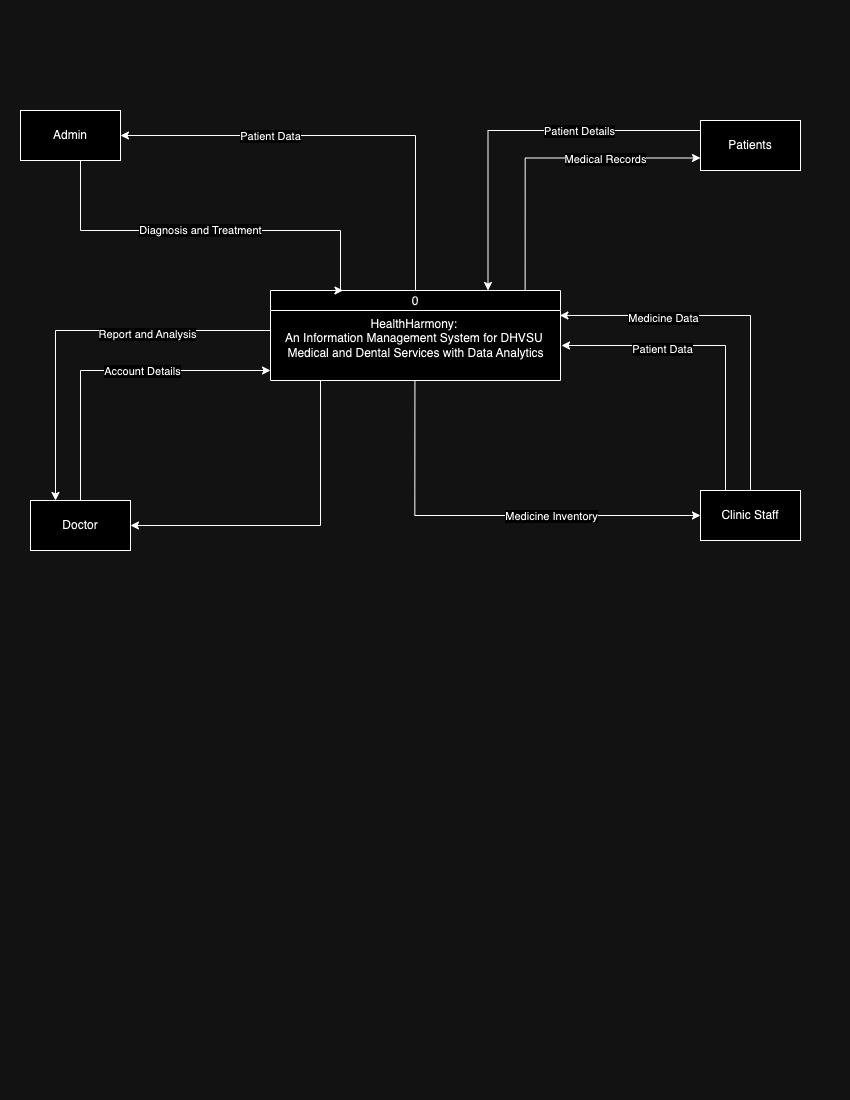 Admin
Patient Data
Patient Details
Patients
Medical Records
Diagnosis and Treatment
0
HealthHarmony:
An Information Management System for DHVSU
Medical and Dental Services with Data Analytics
Medicine Data
Report and Analysis
Patient Data
Account Details
Doctor
Medicine Inventory
Clinic Staff